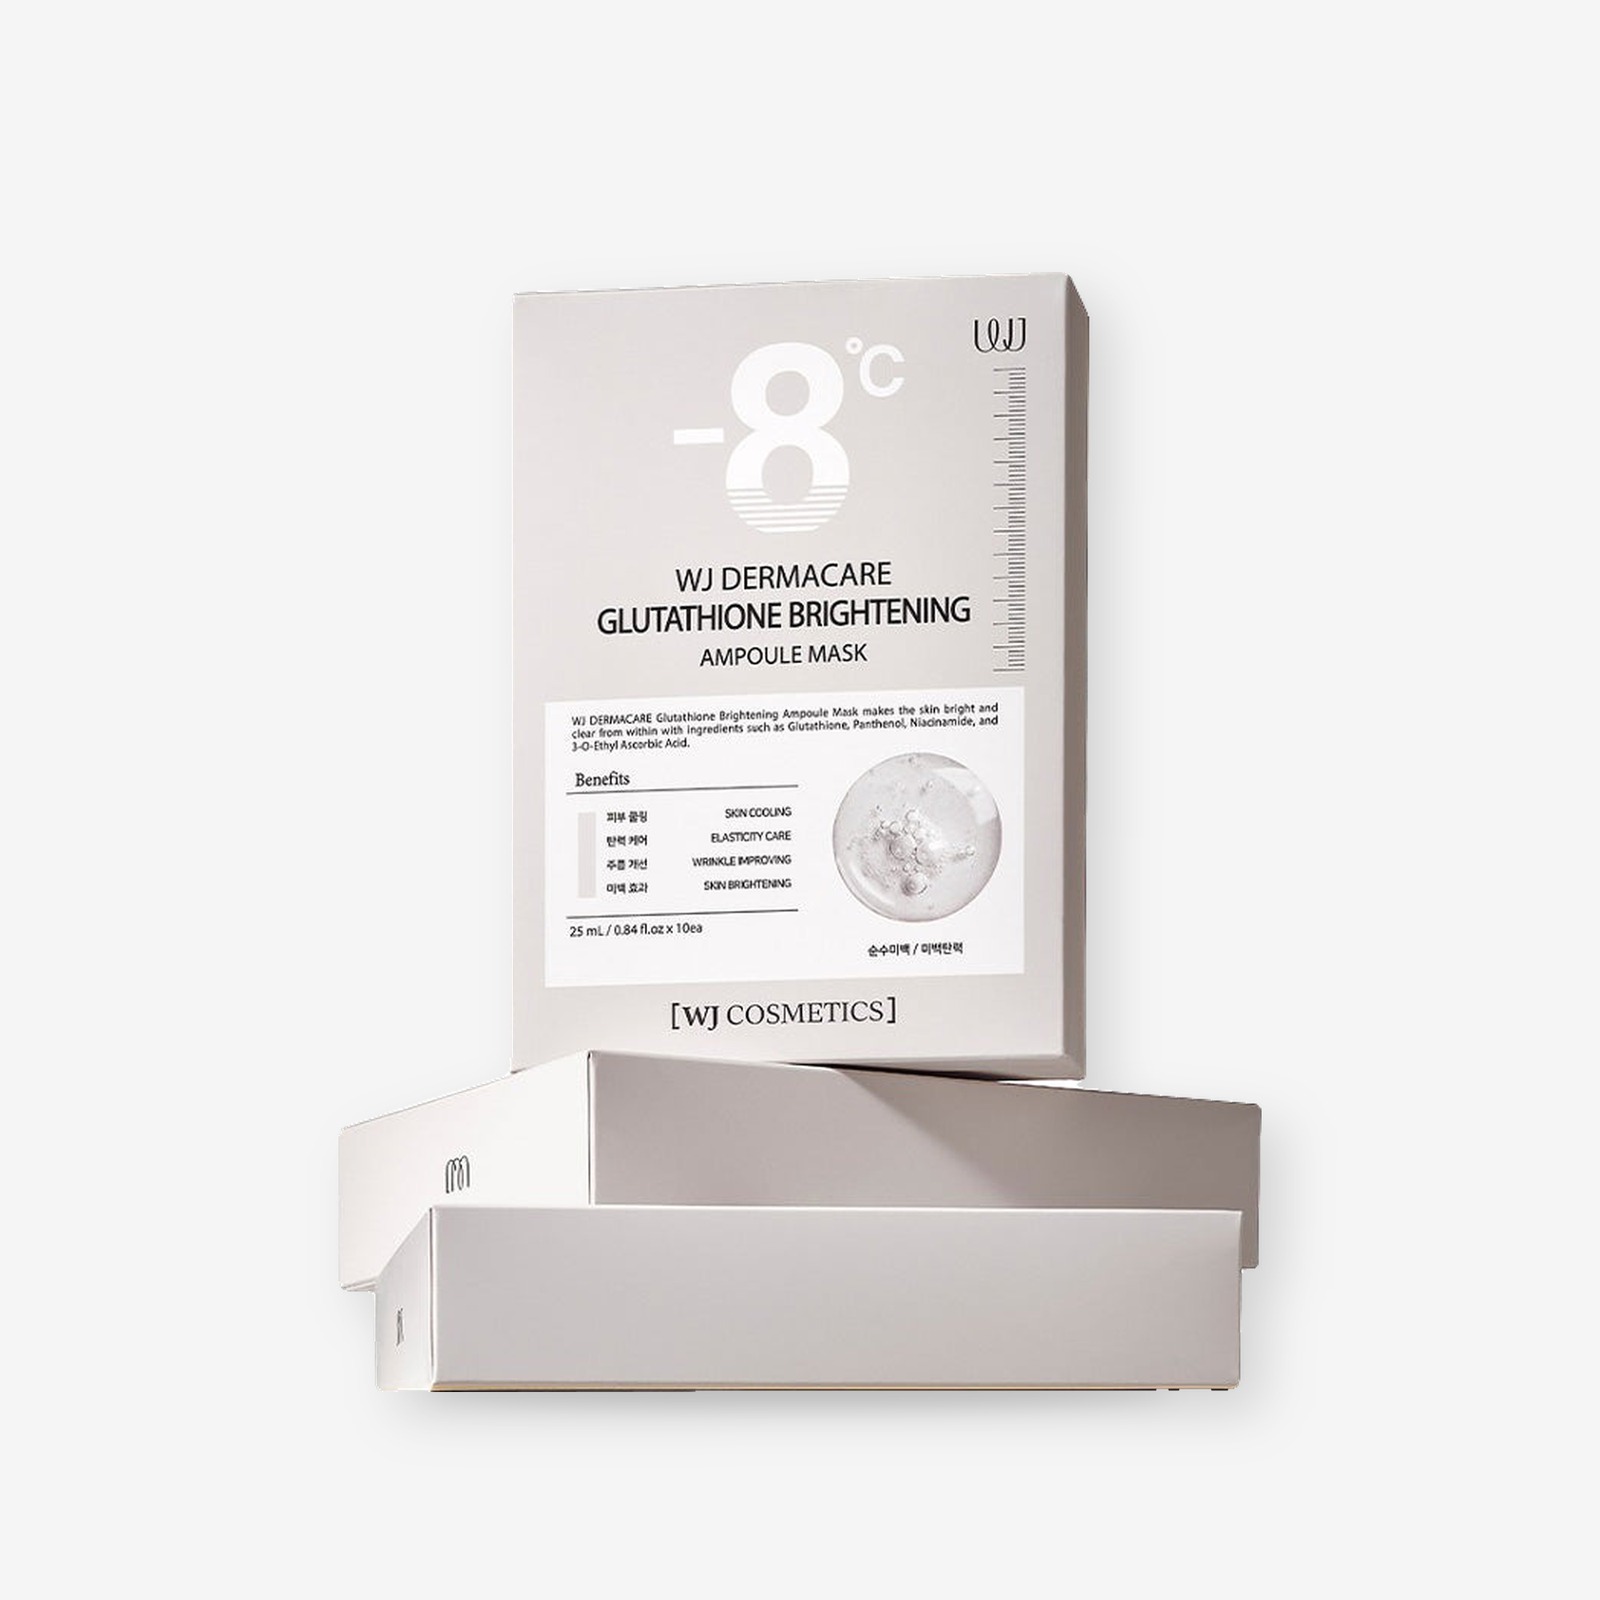 WJ
-8°C
WJ DERMACARE
GLUTATHIONE BRIGHTENING
AMPOULE MASK
WJ DERMACARE Glutathione Brightening Ampoule Mask makes the skin bright and
clear from within with ingredients such as Glutathione, Panthenol, Niacinamide, and
3-O-Ethyl Ascorbic Acid.
Benefits
피부 쿨링 SKIN COOLING
탄력 케어 ELASTICITY CARE
주름 개선 WRINKLE IMPROVING
미백 효과 SKIN BRIGHTENING
25 mL / 0.84 fl.oz x 10ea
순수미백 / 미백탄력
[WJ COSMETICS]